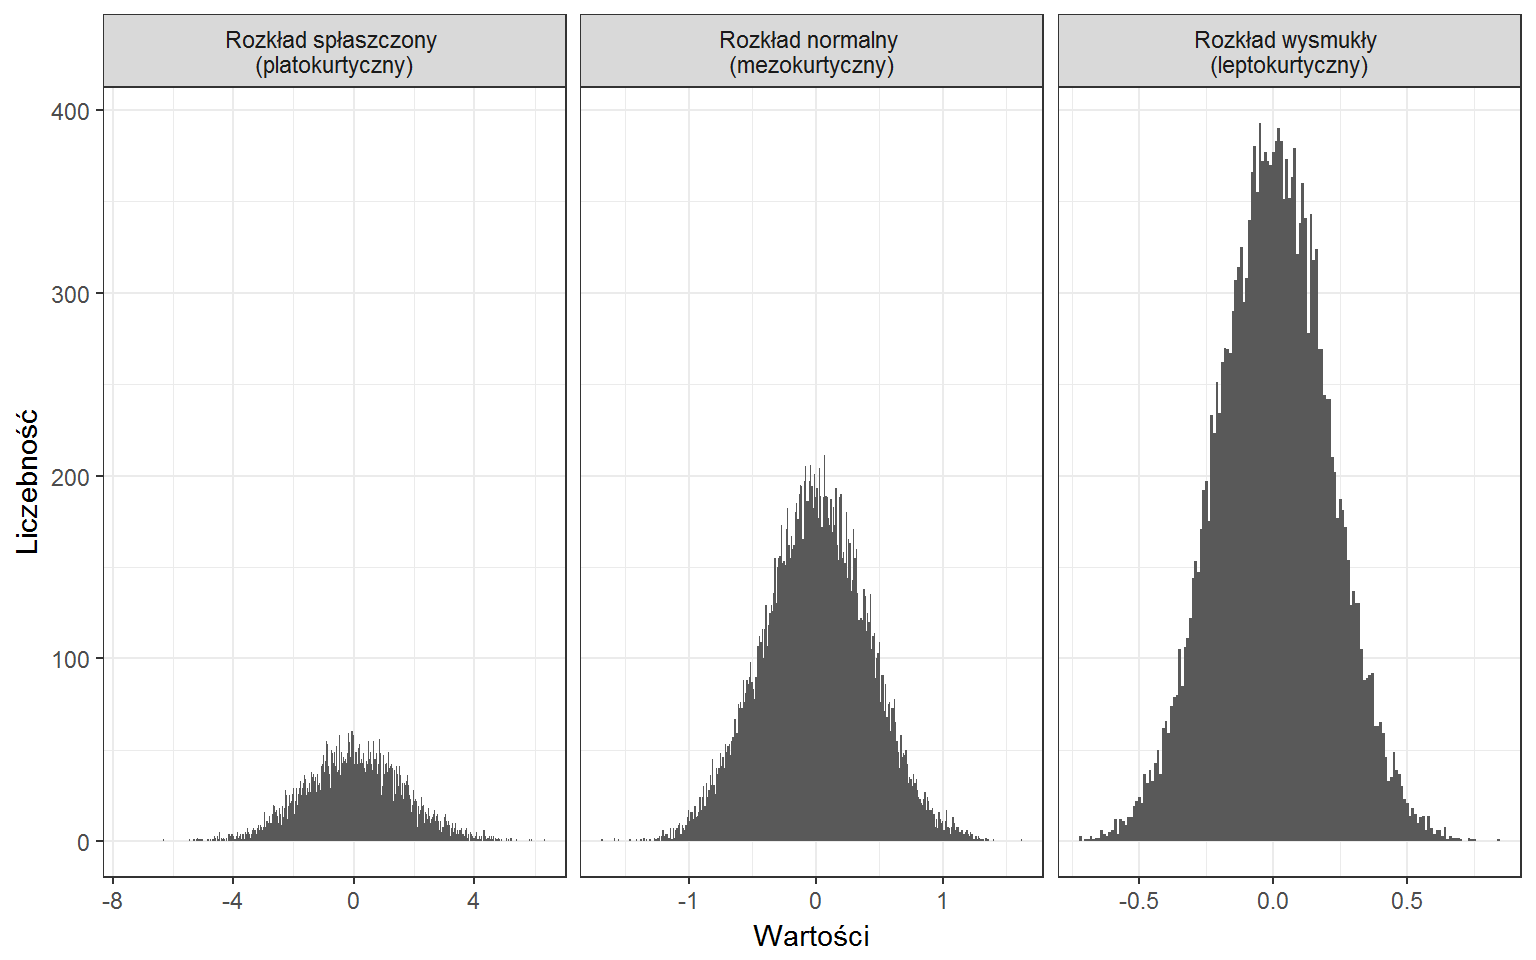 Rozkład spłaszczony
(platokurtyczny)
Rozkład normalny
(mezokurtyczny)
Rozkład wysmukły
(leptokurtyczny)
Liczebność
400
300
200
100
0
-8 -4 0 4
-1 0 1
-0.5 0.0 0.5
Wartości